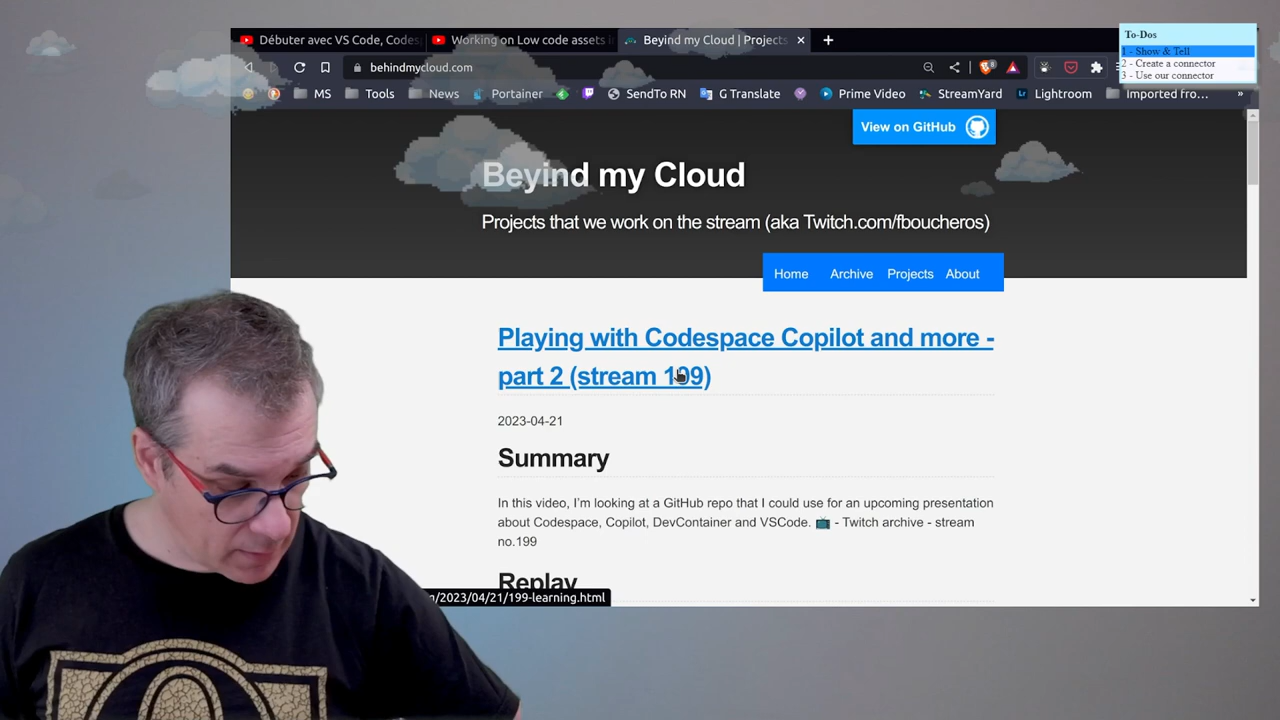 Débuter avec VS Code, Codes
Working on Low code assets i
Beyind my Cloud | Projects
To-Dos
1 - Show & Tell
2 - Create a connector
3 - Use our connector
behindmycloud.com
MS
Tools
News
Portainer
SendTo RN
G Translate
Prime Video
StreamYard
Lightroom
Imported fro...
View on GitHub
Beyind my Cloud
Projects that we work on the stream (aka Twitch.com/fboucheros)
Home
Archive
Projects
About
Playing with Codespace Copilot and more -
part 2 (stream 199)
2023-04-21
Summary
In this video, I'm looking at a GitHub repo that I could use for an upcoming presentation
about Codespace, Copilot, DevContainer and VSCode. 📺 - Twitch archive - stream
no.199
Replay
/2023/04/21/199-learning.html